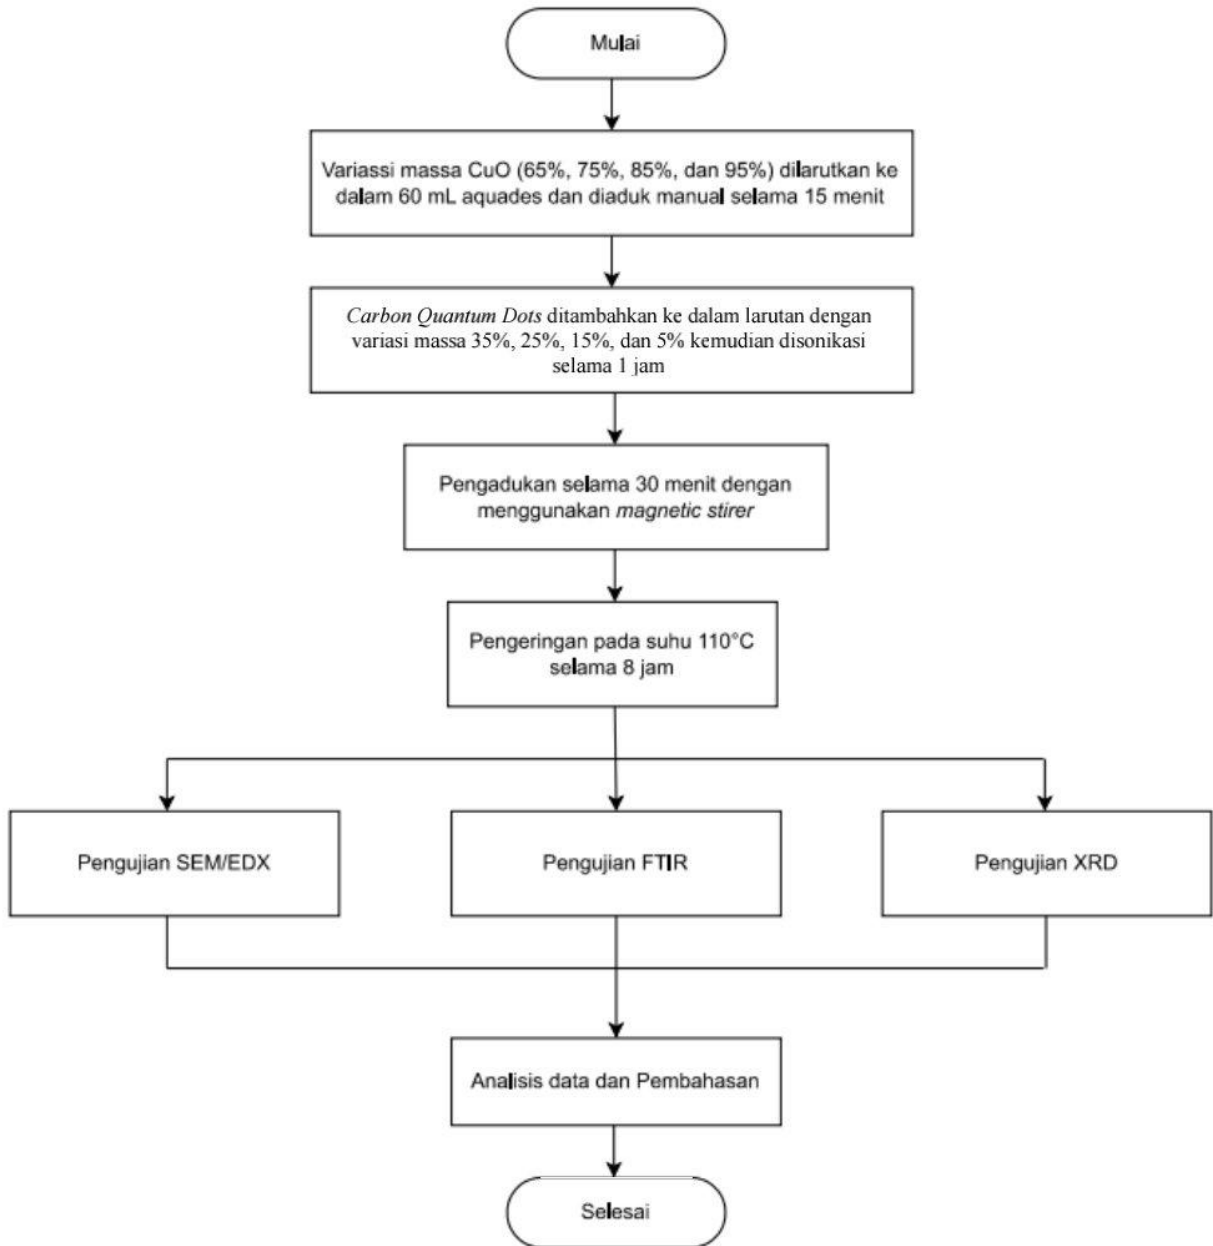 Mulai
Variassi massa CuO (65%, 75%, 85%, dan 95%) dilarutkan ke
dalam 60 mL aquades dan diaduk manual selama 15 menit
Carbon Quantum Dots ditambahkan ke dalam larutan dengan
variasi massa 35%, 25%, 15%, dan 5% kemudian disonikasi
selama 1 jam
Pengadukan selama 30 menit dengan
menggunakan magnetic stirer
Pengeringan pada suhu 110°C
selama 8 jam
Pengujian SEM/EDX
Pengujian FTIR
Pengujian XRD
Analisis data dan Pembahasan
Selesai